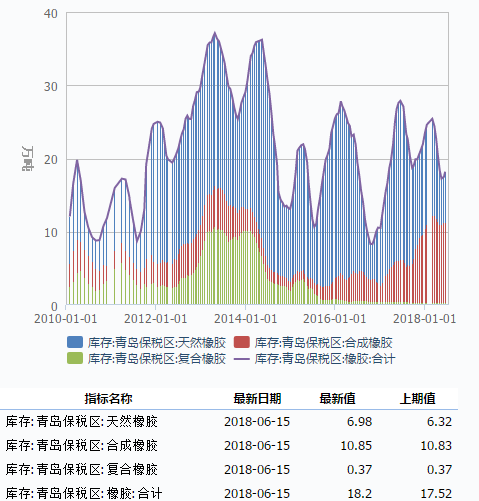 40
30
万吨
20
10
0
2010-01-01 2012-01-01 2014-01-01 2016-01-01 2018-01-01
库存:青岛保税区:天然橡胶 库存:青岛保税区:合成橡胶
库存:青岛保税区:复合橡胶 库存:青岛保税区:橡胶:合计
指标名称 最新日期 最新值 上期值
库存:青岛保税区:天然橡胶 2018-06-15 6.98 6.32
库存:青岛保税区:合成橡胶 2018-06-15 10.85 10.83
库存:青岛保税区:复合橡胶 2018-06-15 0.37 0.37
库存:青岛保税区:橡胶:合计 2018-06-15 18.2 17.52